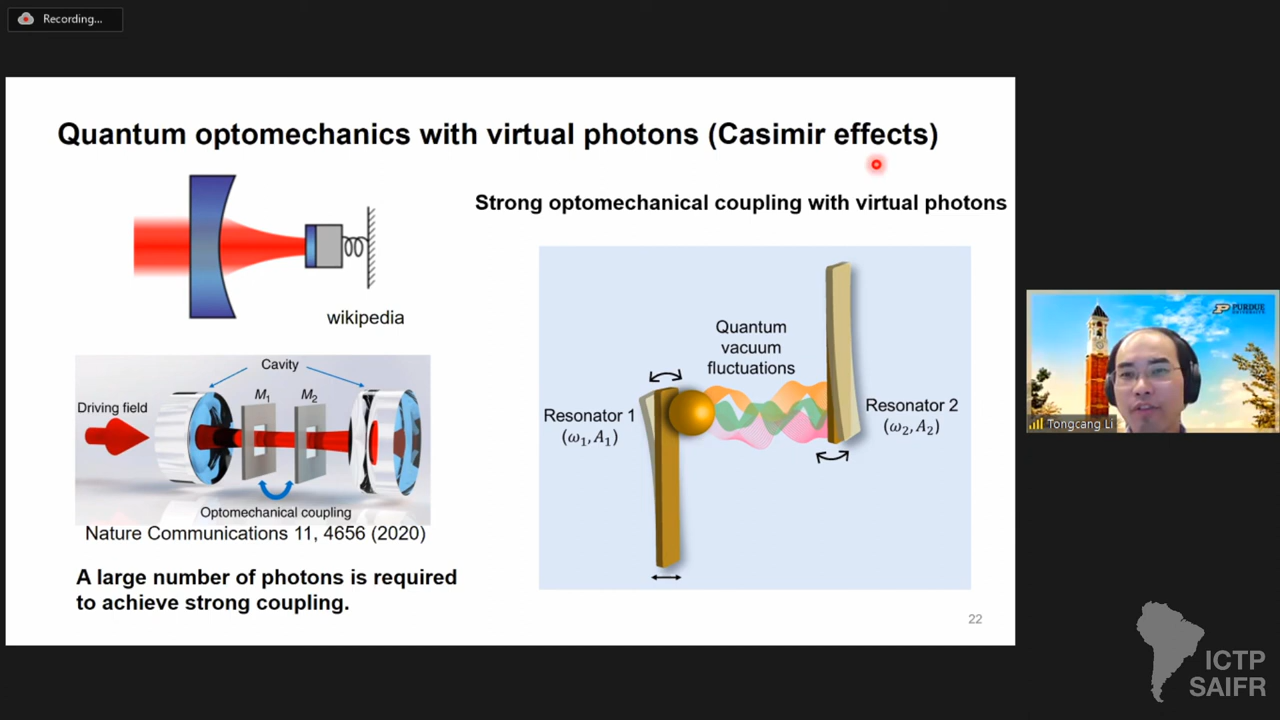 Recording...
Quantum optomechanics with virtual photons (Casimir effects)
wikipedia
Cavity
Driving field
M₁
M₂
Optomechanical coupling
Nature Communications 11, 4656 (2020)
A large number of photons is required
to achieve strong coupling.
Strong optomechanical coupling with virtual photons
Quantum
vacuum
fluctuations
Resonator 1
(ω₁, A₁)
Resonator 2
(ω₂, A₂)
22
PURDUE
UNIVERSITY
Tongcang Li
ICTP
SAIFR